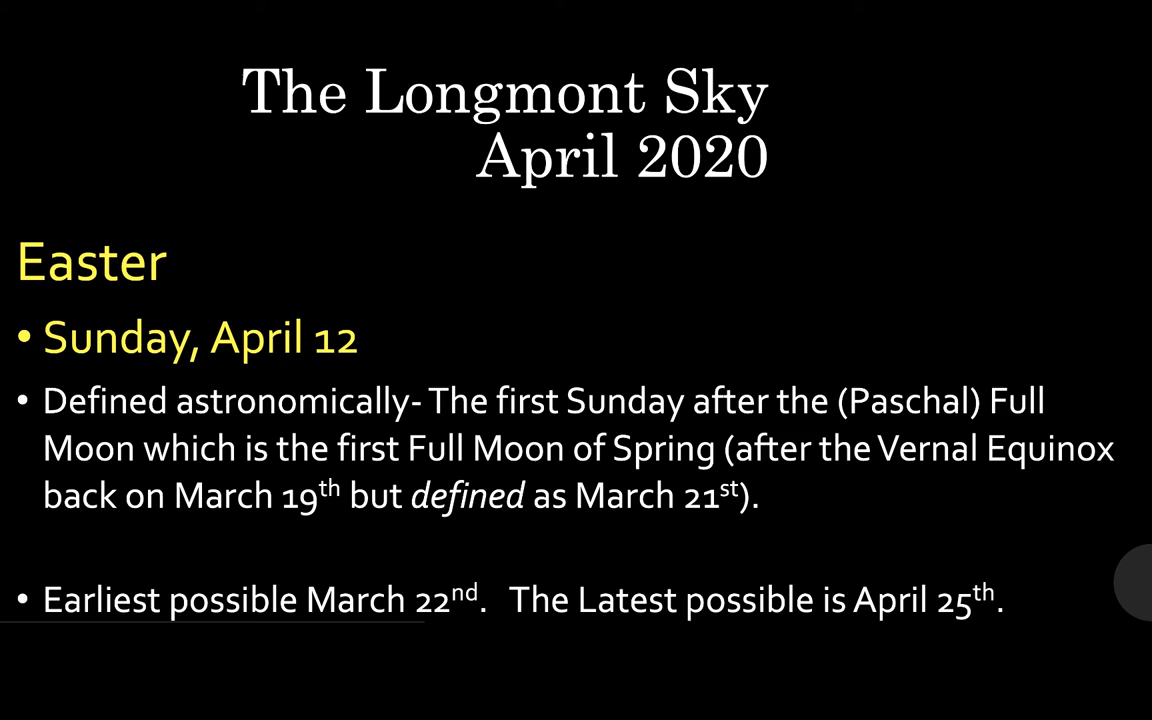 The Longmont Sky
April 2020
Easter
• Sunday, April 12
• Defined astronomically- The first Sunday after the (Paschal) Full
Moon which is the first Full Moon of Spring (after the Vernal Equinox
back on March 19th but defined as March 21st).
• Earliest possible March 22nd. The Latest possible is April 25th.